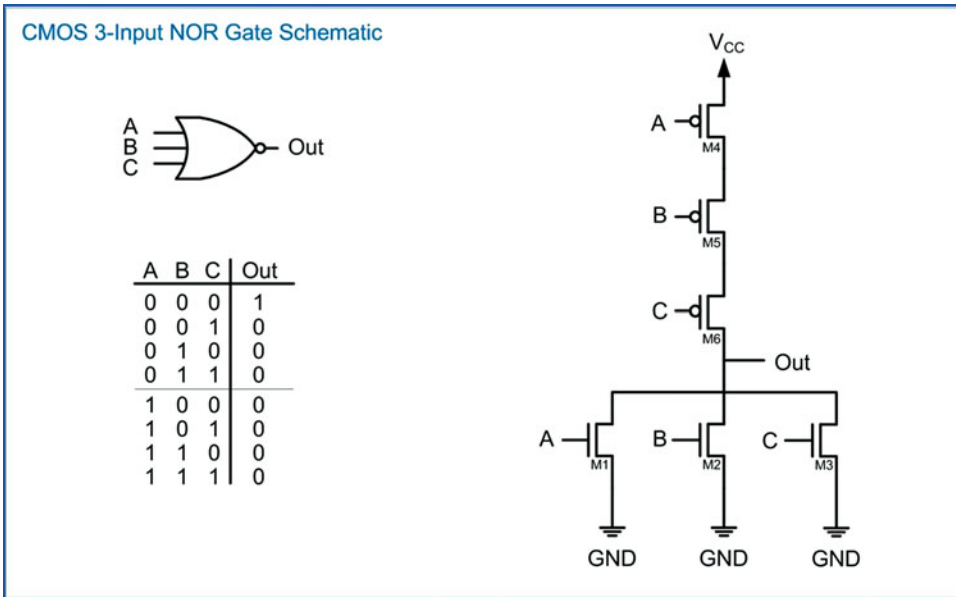 CMOS 3-Input NOR Gate Schematic
A
B
C
Out
A B C Out
0 0 0 1
0 0 1 0
0 1 0 0
0 1 1 0
1 0 0 0
1 0 1 0
1 1 0 0
1 1 1 0
VCC
A
M4
B
M5
C
M6
Out
A
M1
B
M2
C
M3
GND
GND
GND